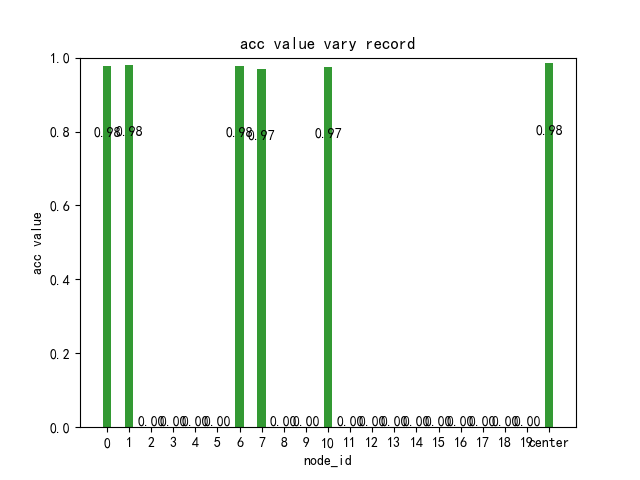 acc value vary record
1.0
0.8
0.6
0.4
0.2
0.0
acc value
0.98 0.98 0.98 0.97 0.97 0.98
0.00 0.00 0.00 0.00 0.00 0.00 0.00 0.00 0.00 0.00 0.00 0.00 0.00 0.00 0.00
0 1 2 3 4 5 6 7 8 9 10 11 12 13 14 15 16 17 18 19 center
node_id